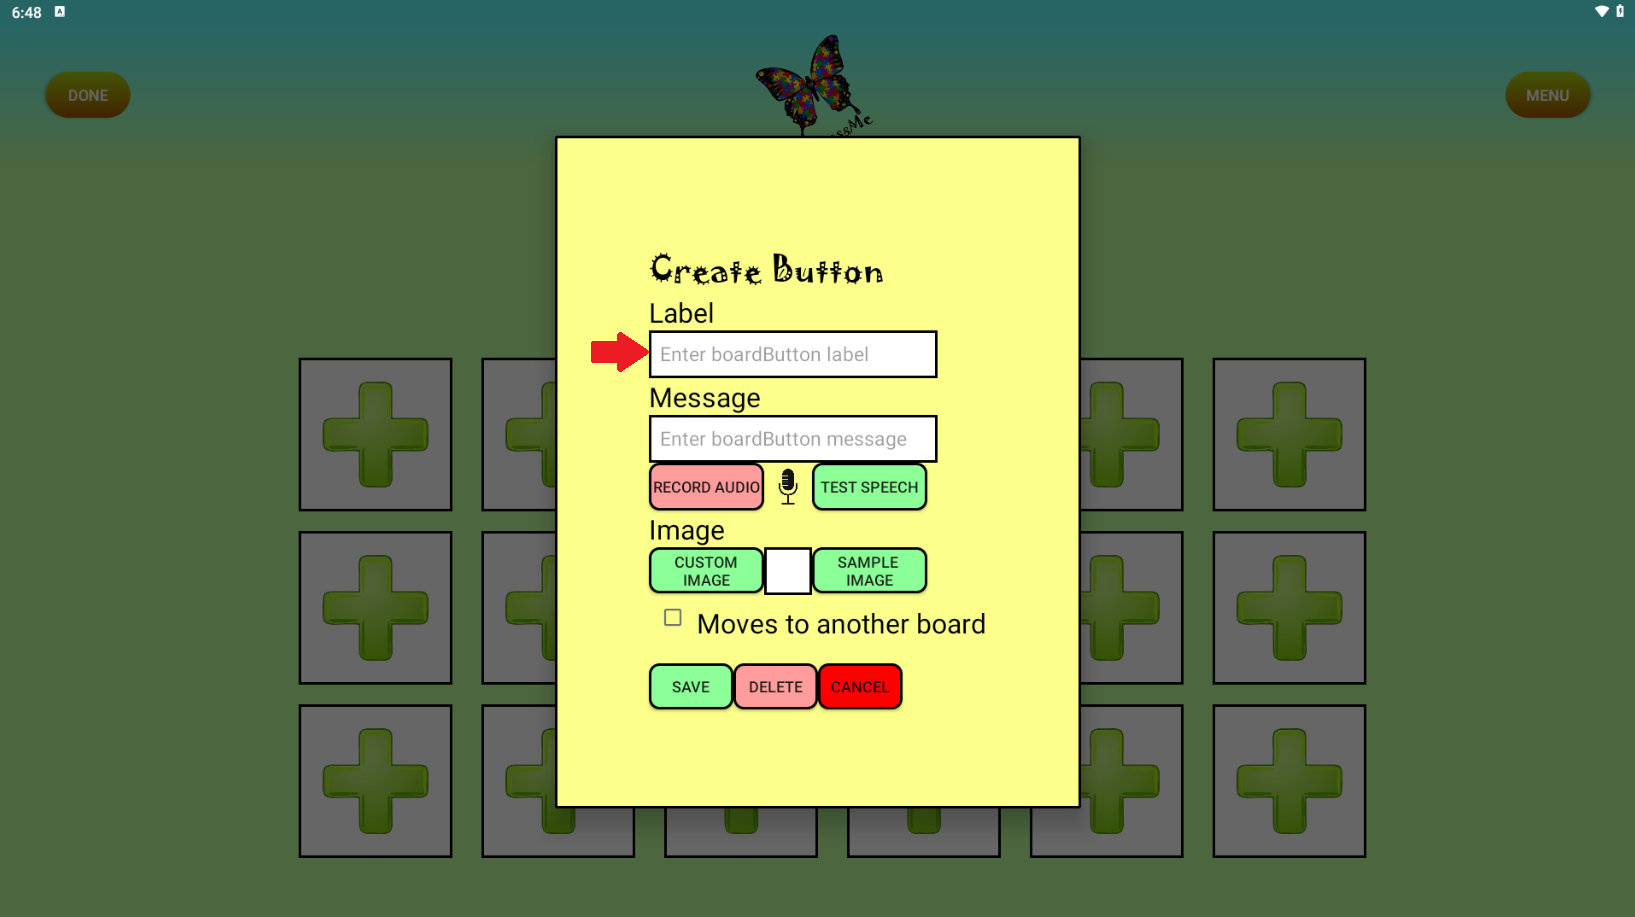 6:48
DONE
MENU
Create Button
Label
Enter boardButton label
Message
Enter boardButton message
RECORD AUDIO
TEST SPEECH
Image
CUSTOM
IMAGE
SAMPLE
IMAGE
Moves to another board
SAVE
DELETE
CANCEL